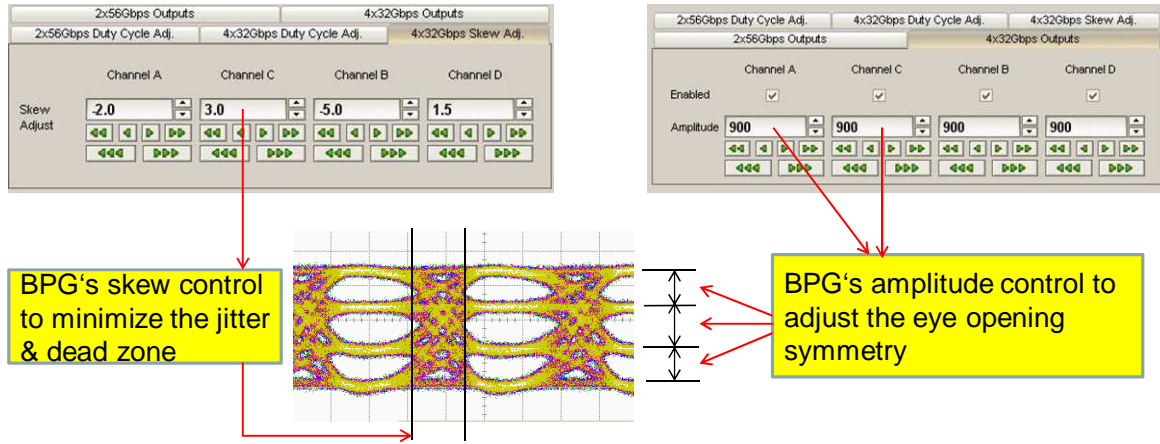 2x56Gbps Outputs 4x32Gbps Outputs
2x56Gbps Duty Cycle Adj. 4x32Gbps Duty Cycle Adj. 4x32Gbps Skew Adj.
Channel A Channel C Channel B Channel D
Skew Adjust -2.0 3.0 -5.0 1.5
2x56Gbps Duty Cycle Adj. 4x32Gbps Duty Cycle Adj. 4x32Gbps Skew Adj.
2x56Gbps Outputs 4x32Gbps Outputs
Channel A Channel C Channel B Channel D
Enabled
Amplitude 900 900 900 900
BPG‘s skew control
to minimize the jitter
& dead zone
BPG‘s amplitude control to
adjust the eye opening
symmetry